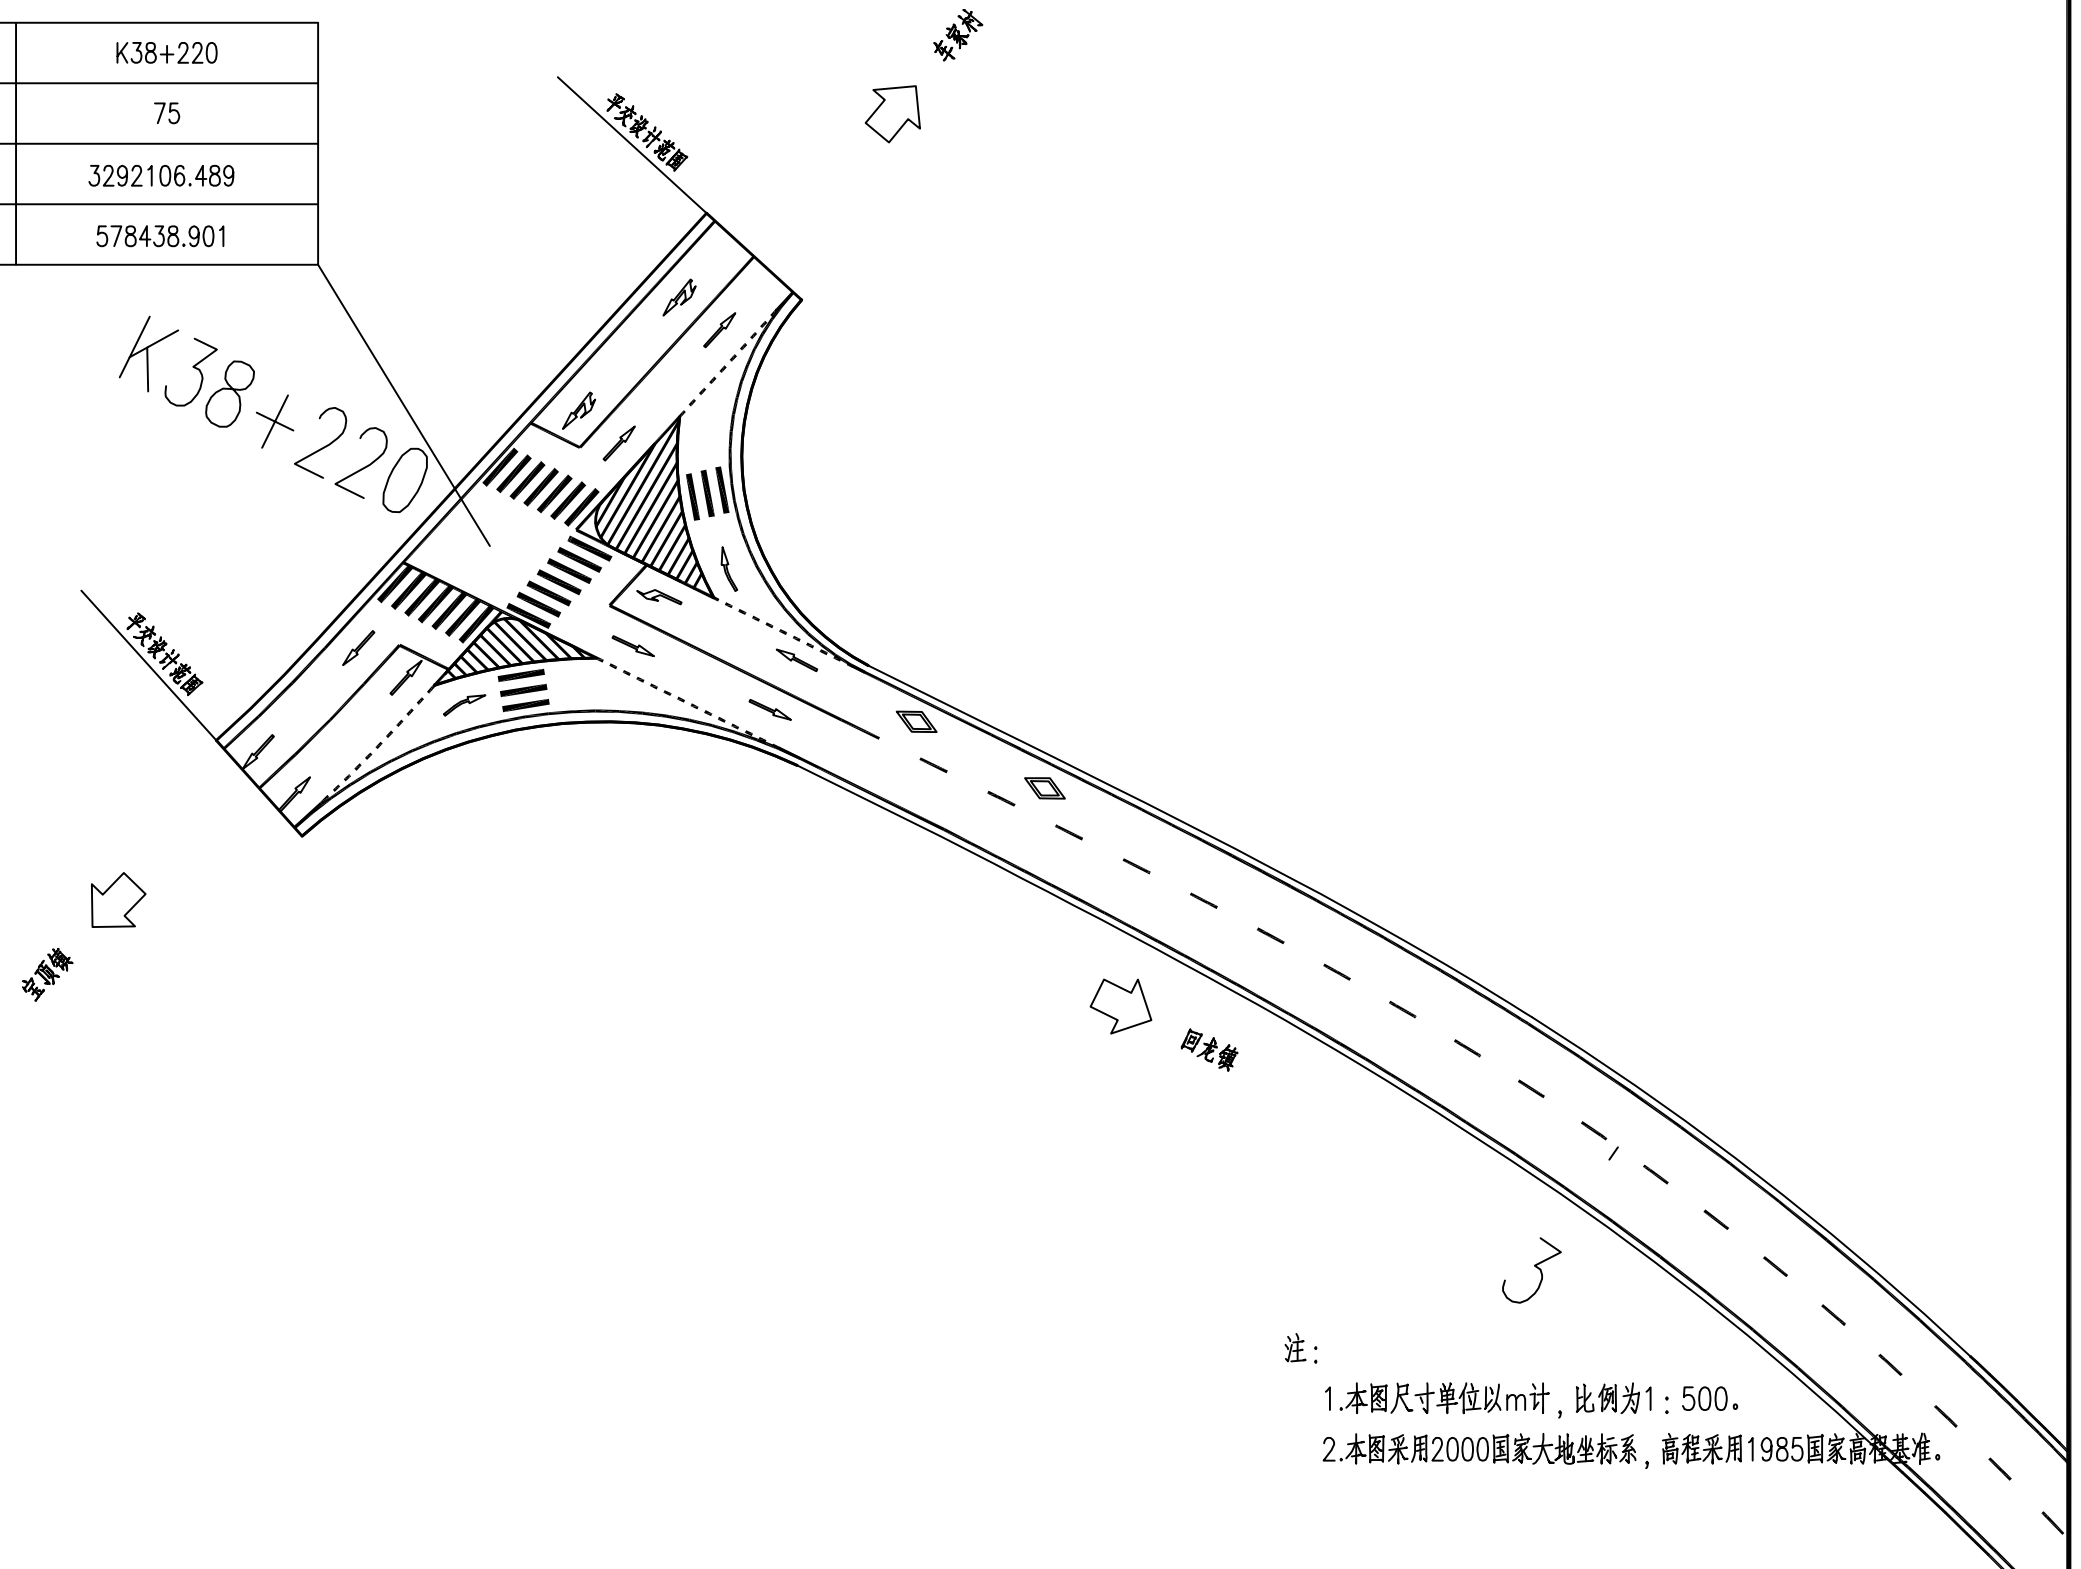 K38+220
75
3292106.489
578438.901
车家村
平交设计范围
K38+220
平交设计范围
宝顶镇
回龙镇
3
注：
1.本图尺寸单位以m计，比例为1：500。
2.本图采用2000国家大地坐标系，高程采用1985国家高程基准。